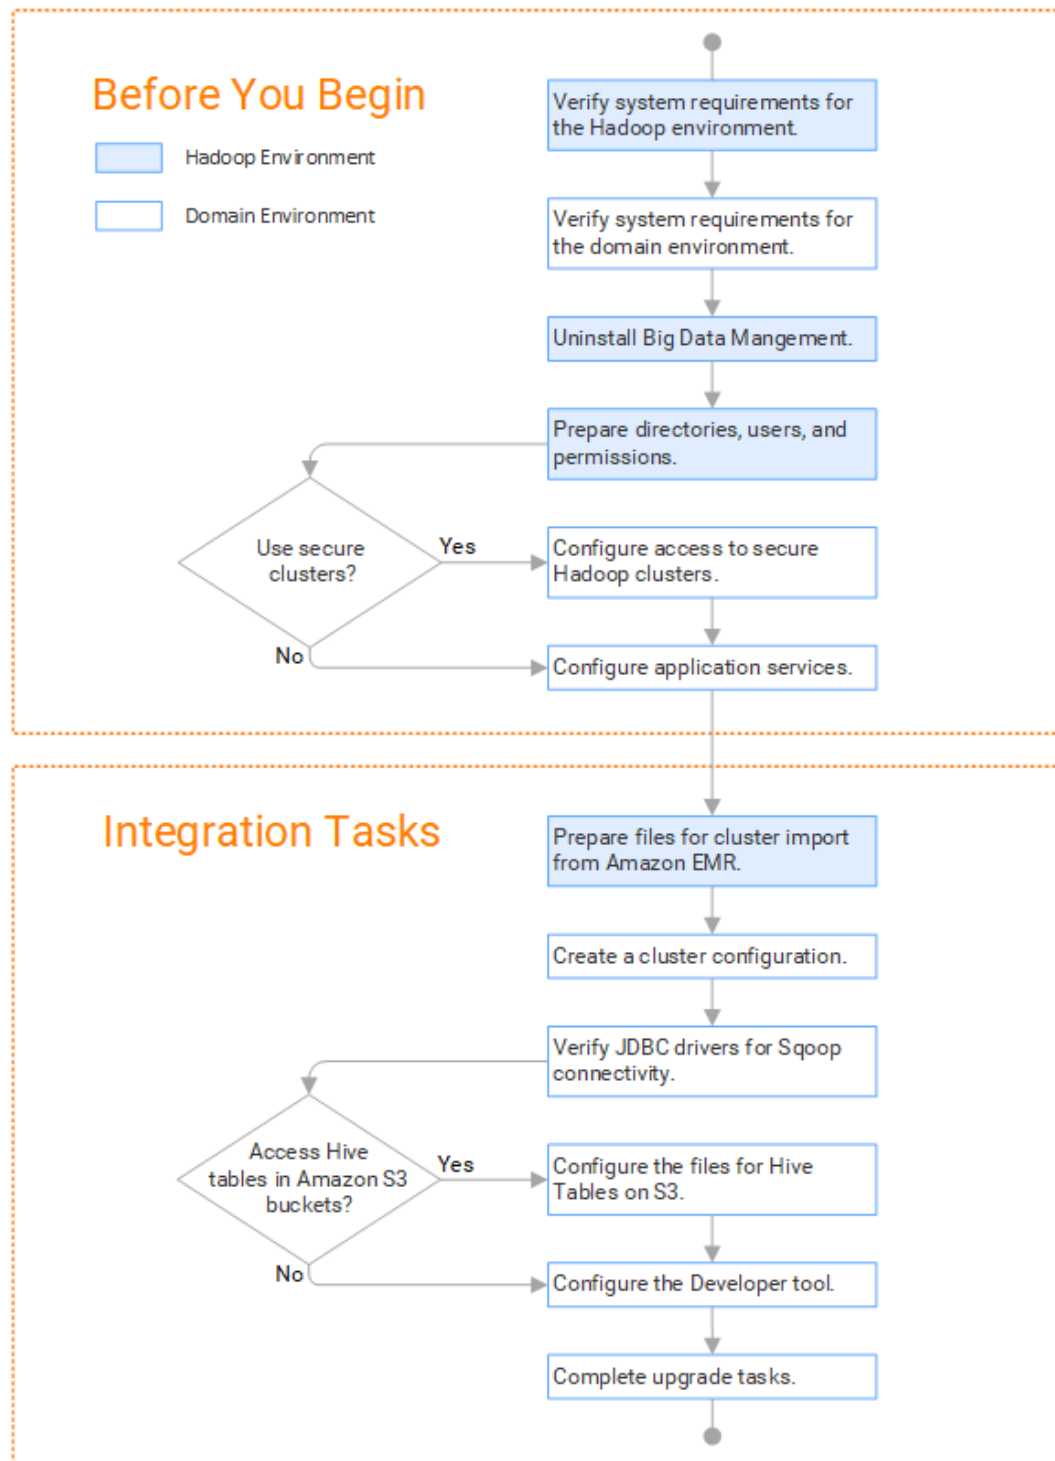 Before You Begin
Hadoop Environment
Domain Environment
Verify system requirements for
the Hadoop environment.
Verify system requirements for
the domain environment.
Uninstall Big Data Mangement.
Prepare directories, users, and
permissions.
Use secure
clusters?
Yes
No
Configure access to secure
Hadoop clusters.
Configure application services.
Integration Tasks
Prepare files for cluster import
from Amazon EMR.
Create a cluster configuration.
Verify JDBC drivers for Sqoop
connectivity.
Access Hive
tables in Amazon S3
buckets?
Yes
No
Configure the files for Hive
Tables on S3.
Configure the Developer tool.
Complete upgrade tasks.